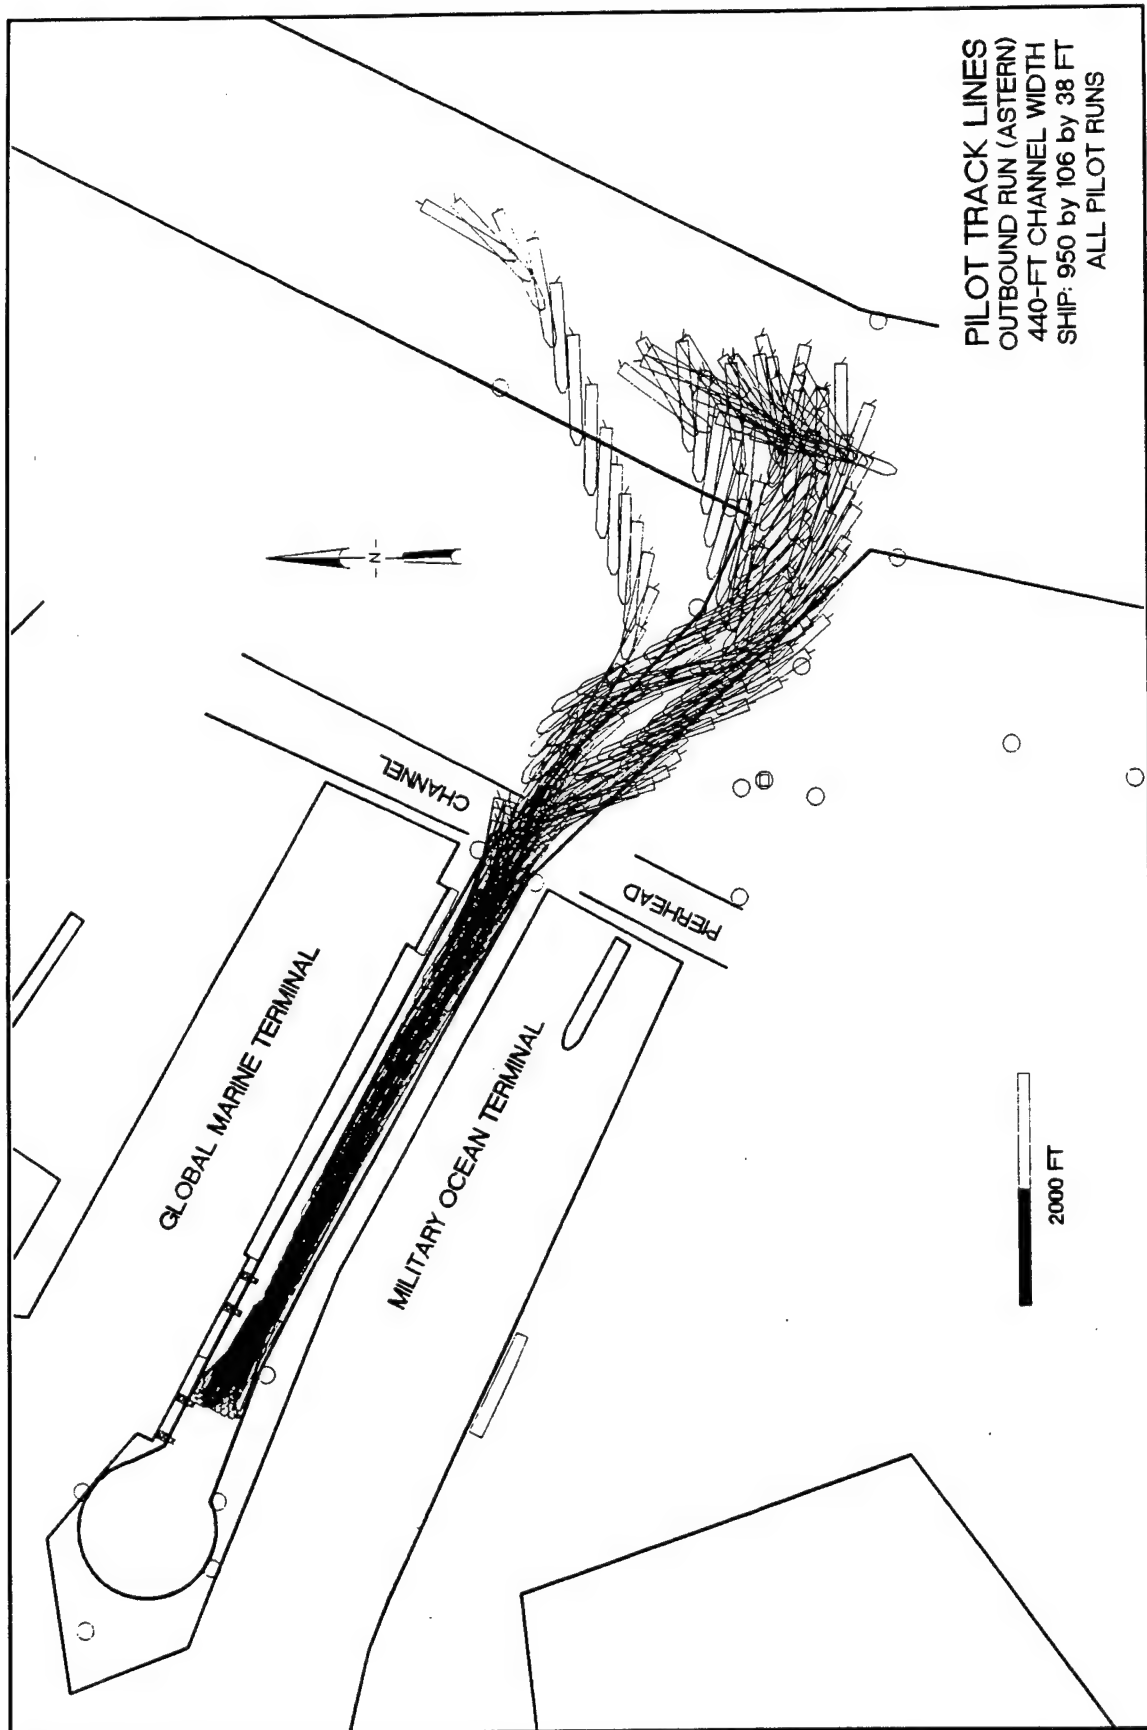 PILOT TRACK LINES
OUTBOUND RUN (ASTERN)
440-FT CHANNEL WIDTH
SHIP: 950 by 106 by 38 FT
ALL PILOT RUNS
GLOBAL MARINE TERMINAL
CHANNEL
-N-
MILITARY OCEAN TERMINAL
PIERHEAD
2000 FT